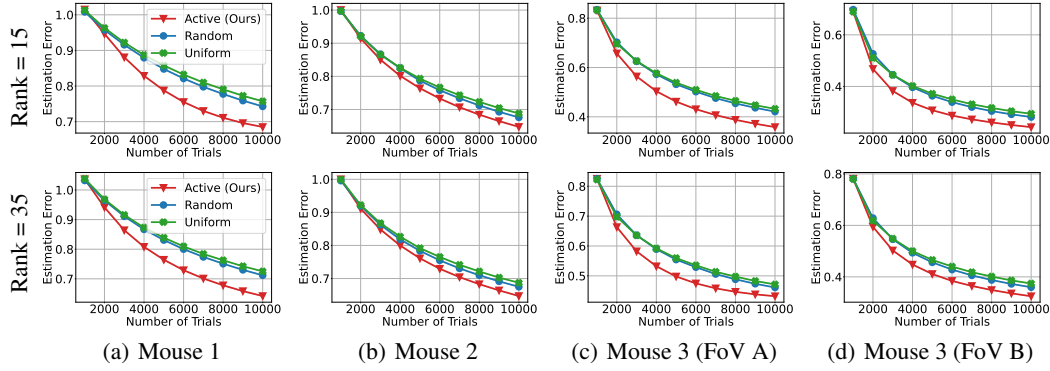 Rank = 15
Estimation Error
1.0
0.9
0.8
0.7
Active (Ours)
Random
Uniform
2000 4000 6000 8000 10000
Number of Trials
Estimation Error
1.0
0.9
0.8
0.7
2000 4000 6000 8000 10000
Number of Trials
Estimation Error
0.8
0.6
0.4
2000 4000 6000 8000 10000
Number of Trials
Estimation Error
0.6
0.4
2000 4000 6000 8000 10000
Number of Trials
Rank = 35
Estimation Error
1.0
0.9
0.8
0.7
Active (Ours)
Random
Uniform
2000 4000 6000 8000 10000
Number of Trials
Estimation Error
1.0
0.9
0.8
0.7
2000 4000 6000 8000 10000
Number of Trials
Estimation Error
0.8
0.7
0.6
0.5
2000 4000 6000 8000 10000
Number of Trials
Estimation Error
0.8
0.6
0.4
2000 4000 6000 8000 10000
Number of Trials
(a) Mouse 1
(b) Mouse 2
(c) Mouse 3 (FoV A)
(d) Mouse 3 (FoV B)